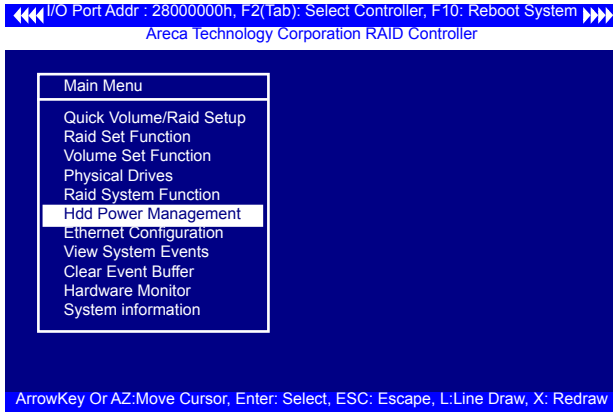 I/O Port Addr : 28000000h, F2(Tab): Select Controller, F10: Reboot System
Areca Technology Corporation RAID Controller
Main Menu
Quick Volume/Raid Setup
Raid Set Function
Volume Set Function
Physical Drives
Raid System Function
Hdd Power Management
Ethernet Configuration
View System Events
Clear Event Buffer
Hardware Monitor
System information
ArrowKey Or AZ:Move Cursor, Enter: Select, ESC: Escape, L:Line Draw, X: Redraw